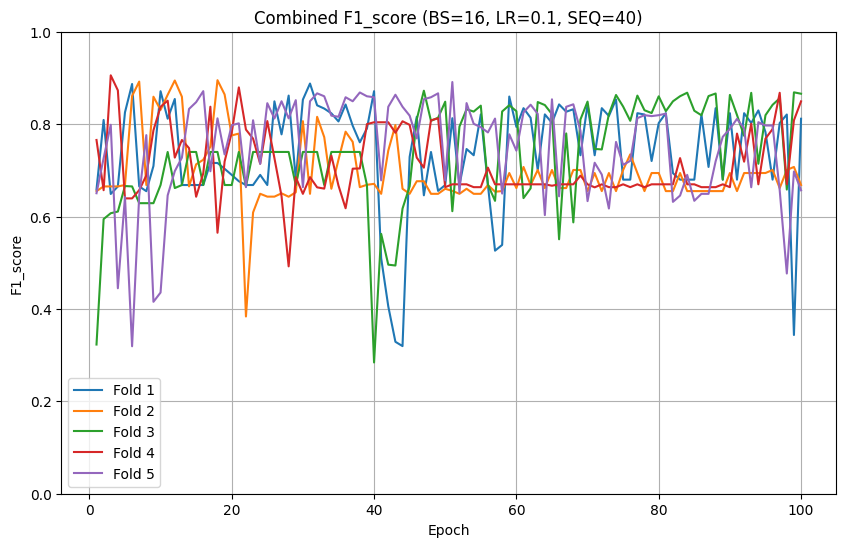 Combined F1_score (BS=16, LR=0.1, SEQ=40)
F1_score
1.0
0.8
0.6
0.4
0.2
0.0
Fold 1
Fold 2
Fold 3
Fold 4
Fold 5
0 20 40 60 80 100
Epoch